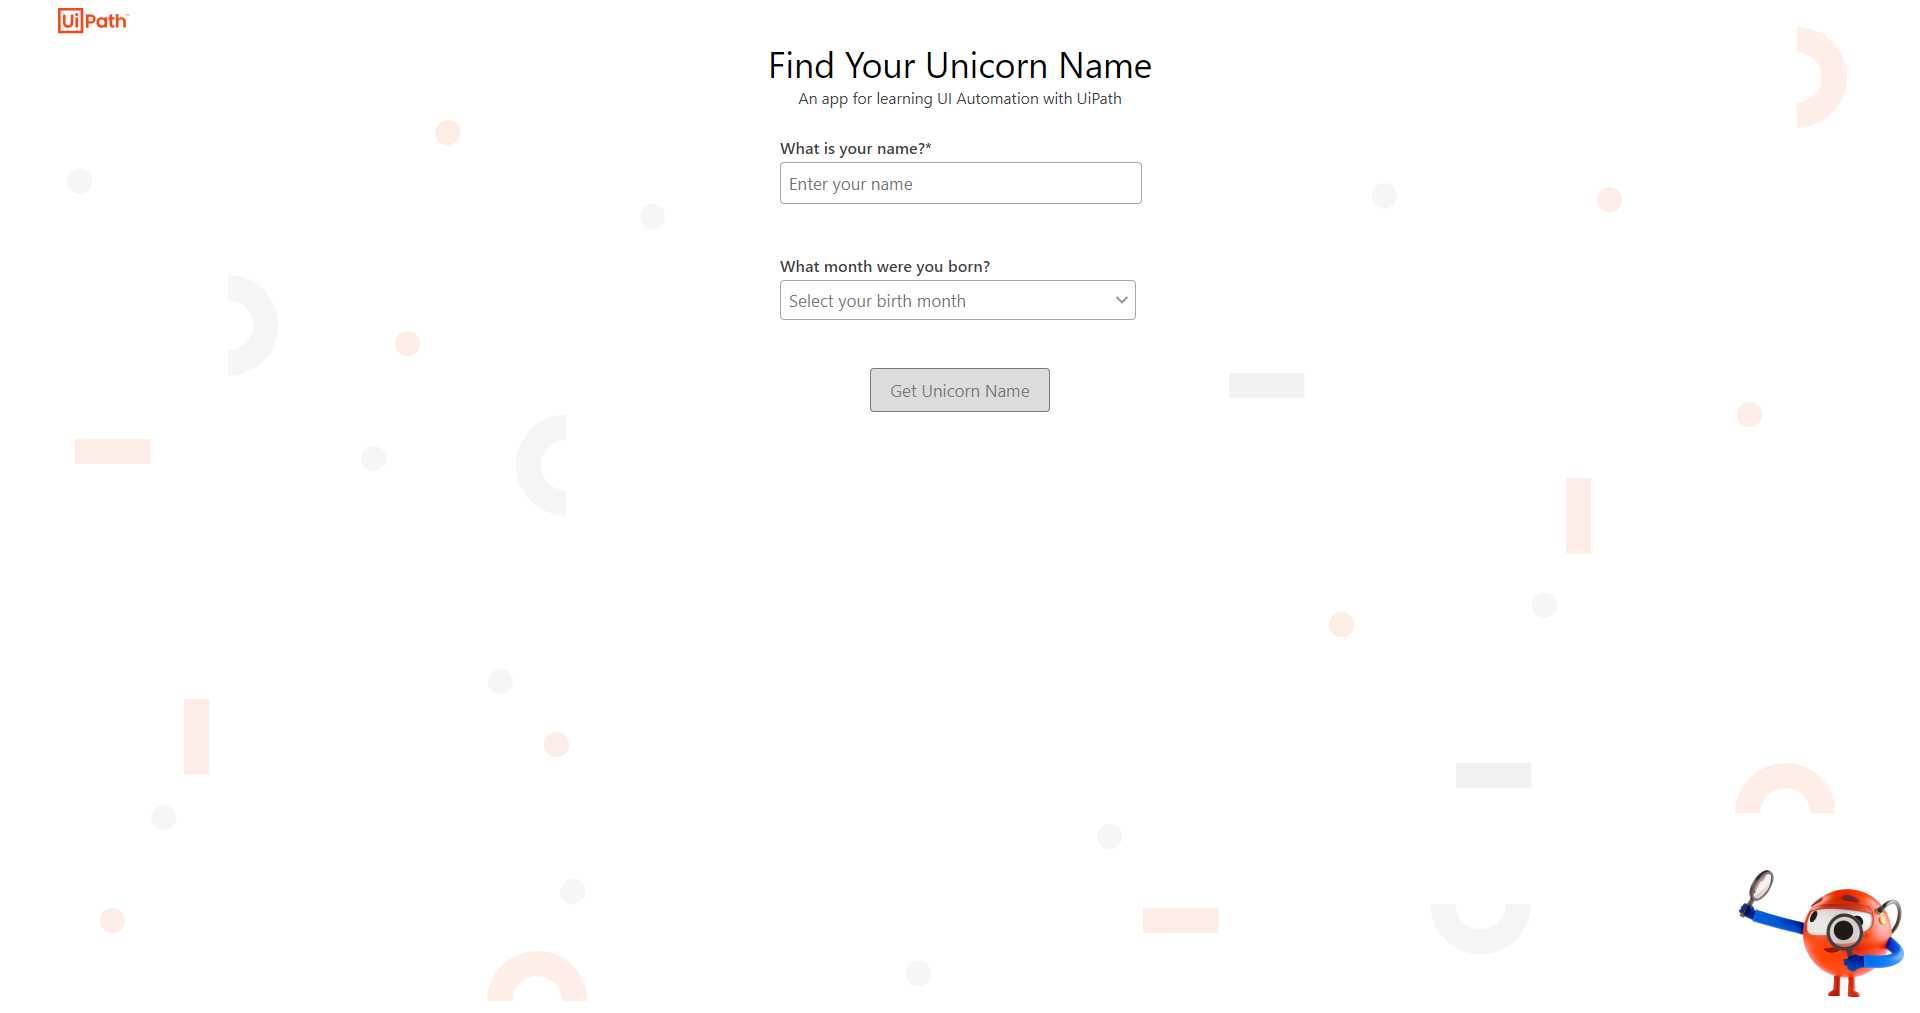 UiPath™
Find Your Unicorn Name
An app for learning UI Automation with UiPath
What is your name?*
Enter your name
What month were you born?
Select your birth month
Get Unicorn Name